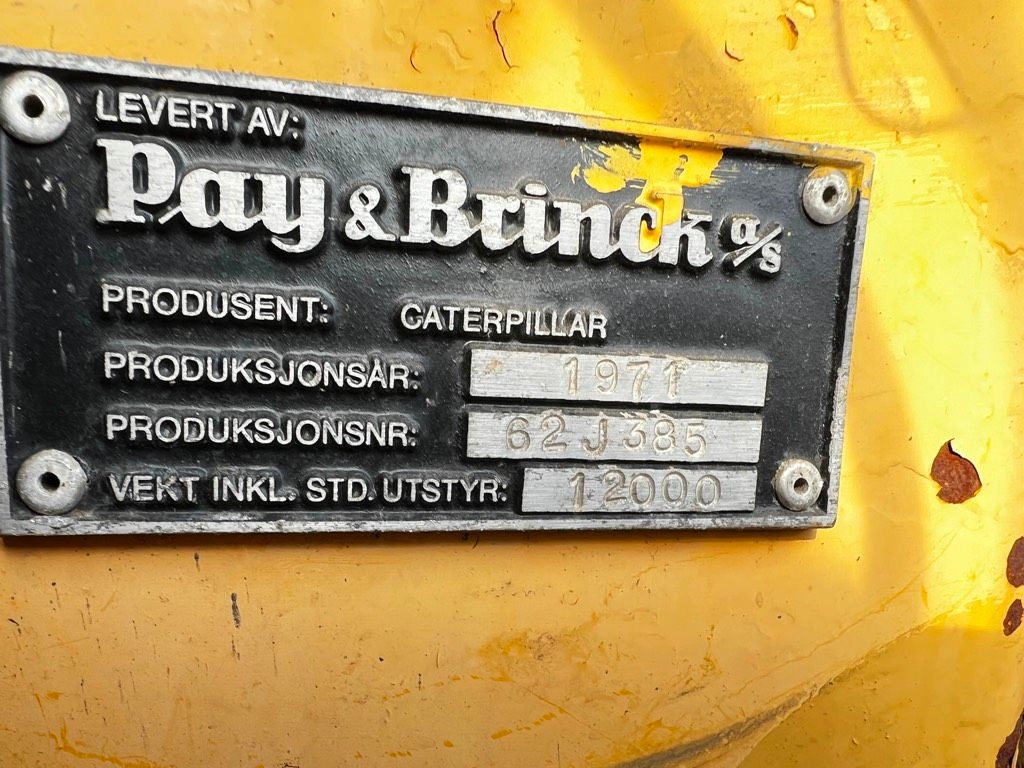 LEVERT AV:
Pay & Brinck a/s
PRODUSENT: CATERPILLAR
PRODUKSJONSÅR: 1971
PRODUKSJONSNR: 62J385
VEKT INKL. STD. UTSTYR: 12000